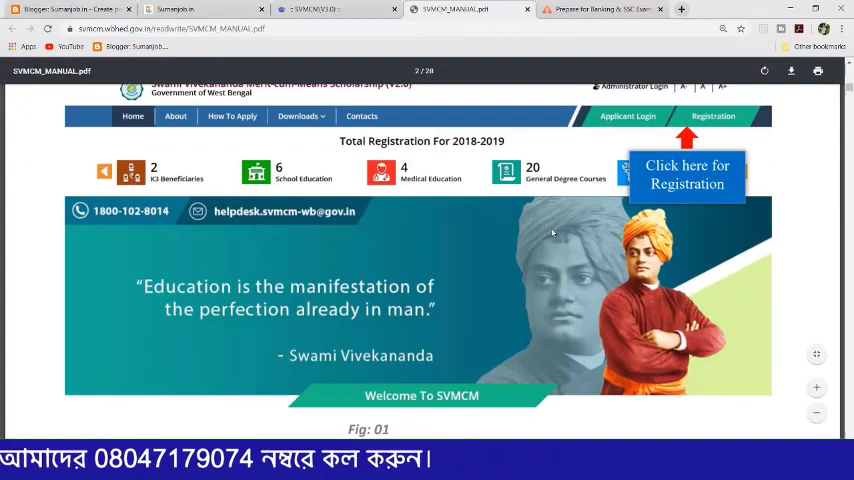 Blogger: Sumanjob.in - Create p
Sumanjob.in
:: SVMCM(V3.0) ::
SVMCM_MANUAL.pdf
Prepare for Banking & SSC Exam
svmcm.wbhed.gov.in/readwrite/SVMCM_MANUAL.pdf
Apps
YouTube
Blogger: Sumanjob....
Other bookmarks
SVMCM_MANUAL.pdf
2 / 28
Swami Vivekananda Merit-cum-Means Scholarship (V2.0)
Government of West Bengal
Administrator Login
A-
A
A+
Home
About
How To Apply
Downloads
Contacts
Applicant Login
Registration
Total Registration For 2018-2019
Click here for
Registration
2
K3 Beneficiaries
6
School Education
4
Medical Education
20
General Degree Courses
1800-102-8014
helpdesk.svmcm-wb@gov.in
“Education is the manifestation of
the perfection already in man.”
- Swami Vivekananda
Welcome To SVMCM
Fig: 01
আমাদের 08047179074 নম্বরে কল করুন।